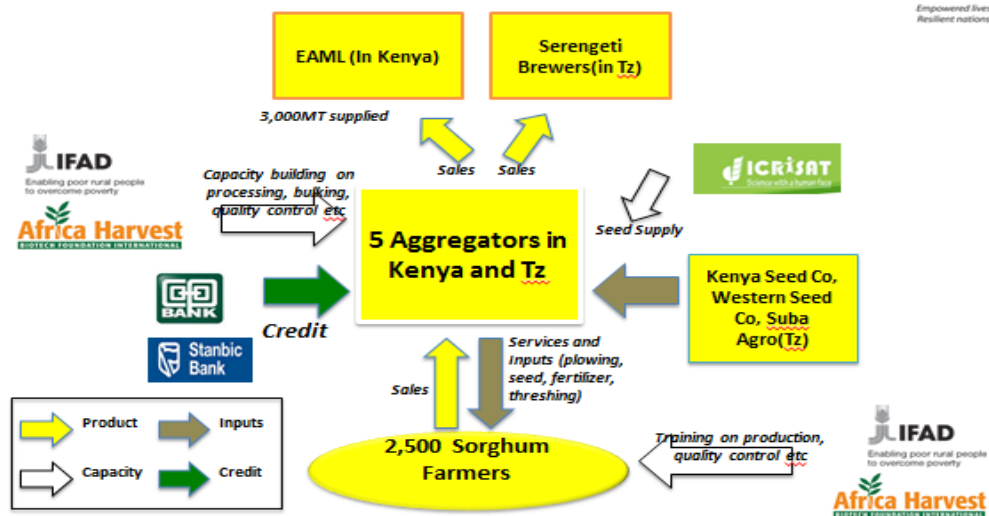 Empowered lives
Resilient nations
EAML (In Kenya)
Serengeti
Brewers(in Tz)
3,000MT supplied
Sales
Sales
IFAD
Enabling poor rural people
to overcome poverty
Africa Harvest
BIOTECH FOUNDATION INTERNATIONAL
Capacity building on
processing, bulking,
quality control etc
ICRISAT
Science with a human face
Seed Supply
5 Aggregators in
Kenya and Tz
Kenya Seed Co,
Western Seed
Co, Suba
Agro(Tz)
BANK
Credit
Stanbic
Bank
Sales
Services and
Inputs (plowing,
seed, fertilizer,
threshing)
Product
Inputs
Capacity
Credit
2,500 Sorghum
Farmers
Training on production,
quality control etc
IFAD
Enabling poor rural people
to overcome poverty
Africa Harvest
BIOTECH FOUNDATION INTERNATIONAL